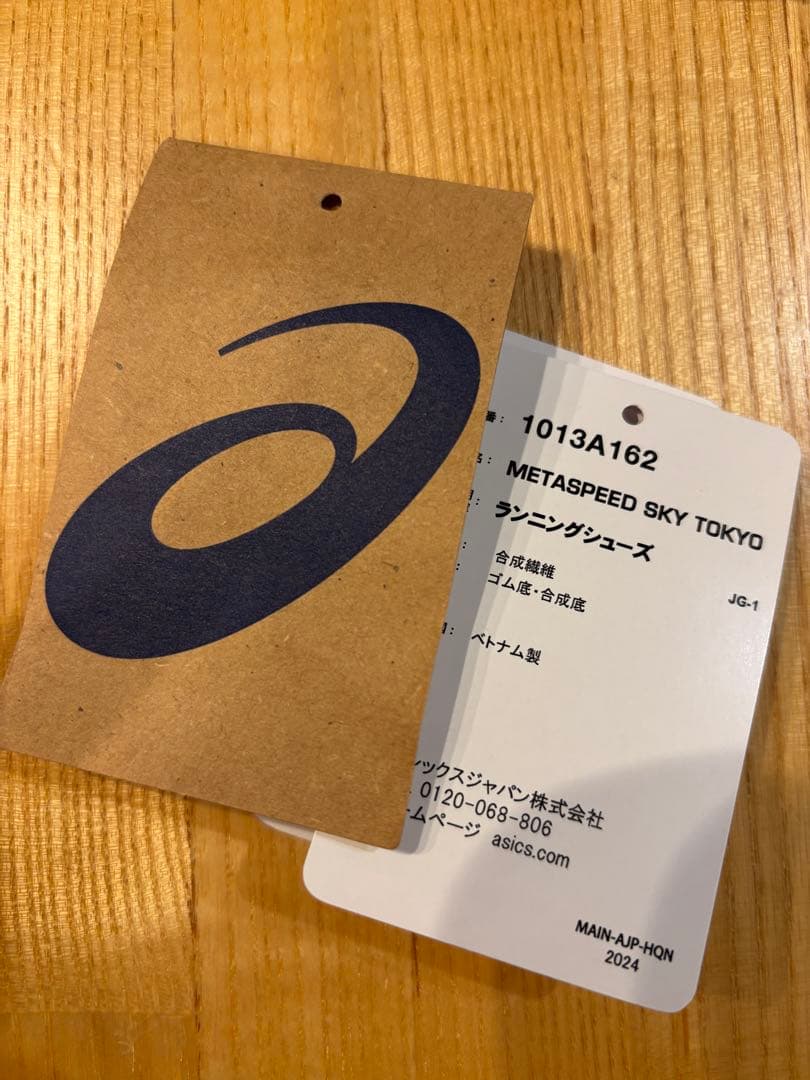 番: 1013A162
名: METASPEED SKY TOKYO
ランニングシューズ
合成繊維
ゴム底・合成底
JG-1
ベトナム製
ックスジャパン株式会社
0120-068-806
ームページ asics.com
MAIN-AJP-HQN
2024